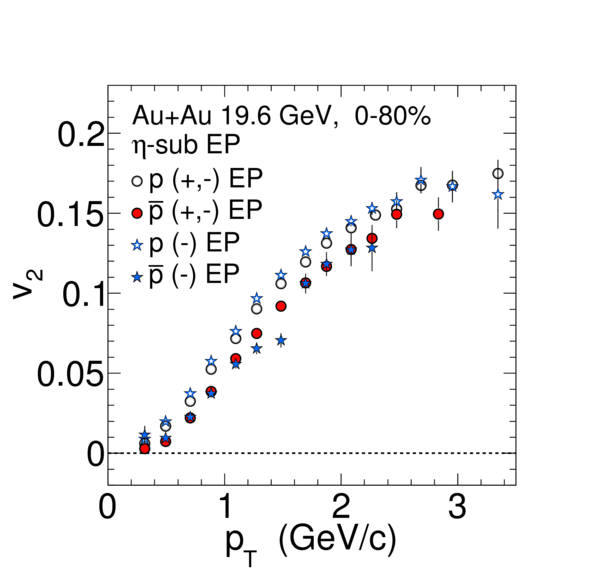 Au+Au 19.6 GeV, 0-80%
η-sub EP
p (+,-) EP
p̅ (+,-) EP
p (-) EP
p̅ (-) EP
v₂
0.2
0.15
0.1
0.05
0
0 1 2 3
p_T (GeV/c)